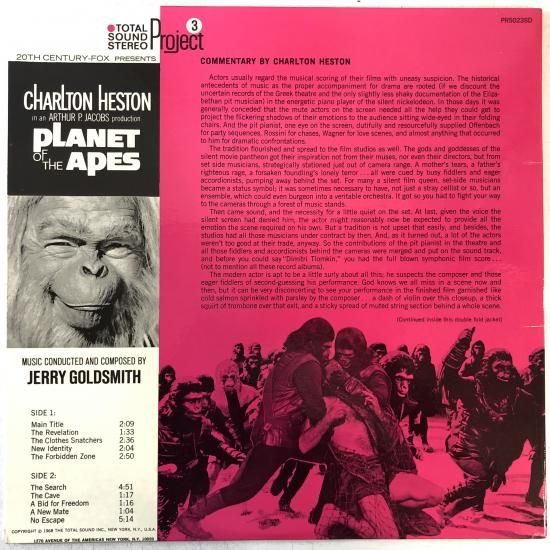 TOTAL
SOUND
STEREO
Project
3
PR5023SD
20TH CENTURY-FOX PRESENTS
CHARLTON HESTON
in an ARTHUR P. JACOBS production
PLANET
OF THE APES
MUSIC CONDUCTED AND COMPOSED BY
JERRY GOLDSMITH
SIDE 1:
Main Title 2:09
The Revelation 1:33
The Clothes Snatchers 2:36
New Identity 2:04
The Forbidden Zone 2:50
SIDE 2:
The Search 4:51
The Cave 1:17
A Bid for Freedom 1:16
A New Mate 1:04
No Escape 5:14
COPYRIGHT © 1968 THE TOTAL SOUND INC., NEW YORK, N.Y., U.S.A.
1270 AVENUE OF THE AMERICAS NEW YORK, N.Y. 10020
COMMENTARY BY CHARLTON HESTON
Actors usually regard the musical scoring of their films with uneasy suspicion. The historical
antecedents of music as the proper accompaniment for drama are rooted (if we discount the
uncertain records of the Greek theatre and the only slightly less shaky documentation of the Eliza-
bethan pit musician) in the energetic piano player of the silent nickelodeon. In those days it was
generally conceded that the mute actors on the screen needed all the help they could get to
project the flickering shadows of their emotions to the audience sitting wide-eyed in their folding
chairs. And the pit pianist, one eye on the screen, dutifully and resourcefully supplied Offenbach
for party sequences, Rossini for chases, Wagner for love scenes, and almost anything that occurred
to him for dramatic confrontations.
The tradition flourished and spread to the film studios as well. The gods and goddesses of the
silent movie pantheon got their inspiration not from their muses, nor even their directors, but from
set side musicians, strategically stationed just out of camera range. A mother's tears, a father's
righteous rage, a forsaken foundling's lonely terror . . . all were cued by busy fiddlers and eager
accordionists, pumping away behind the set. For many a silent film queen, set-side musicians
became a status symbol; it was sometimes necessary to have, not just a stray cellist or so, but an
ensemble, which could even burgeon into a veritable orchestra. It got so you had to fight your way
to the cameras through a forest of music stands.
Then came sound, and the necessity for a little quiet on the set. At last, given the voice the
silent screen had denied him, the actor might reasonably now be expected to provide all the
emotion the scene required on his own. But a tradition is not upset that easily, and besides, the
studios had all those musicians under contract by then. And, as it turned out, a lot of the actors
weren't too good at their trade, anyway. So the contributions of the pit pianist in the theatre and
all those fiddlers and accordionists behind the cameras were merged and put on the sound track,
and before you could say "Dimitri Tiomkin," you had the full blown symphonic film score . . .
(not to mention all these record albums).
The modern actor is apt to be a little surly about all this; he suspects the composer and those
eager fiddlers of second-guessing his performance. God knows we all miss in a scene now and
then, but it can be very disconcerting to see your performance in the finished film garnished like
cold salmon sprinkled with parsley by the composer . . . a dash of violin over this closeup, a thick
squirt of trombone over that exit, and a sticky spread of muted string section behind a whole scene.
(Continued inside this double fold jacket)